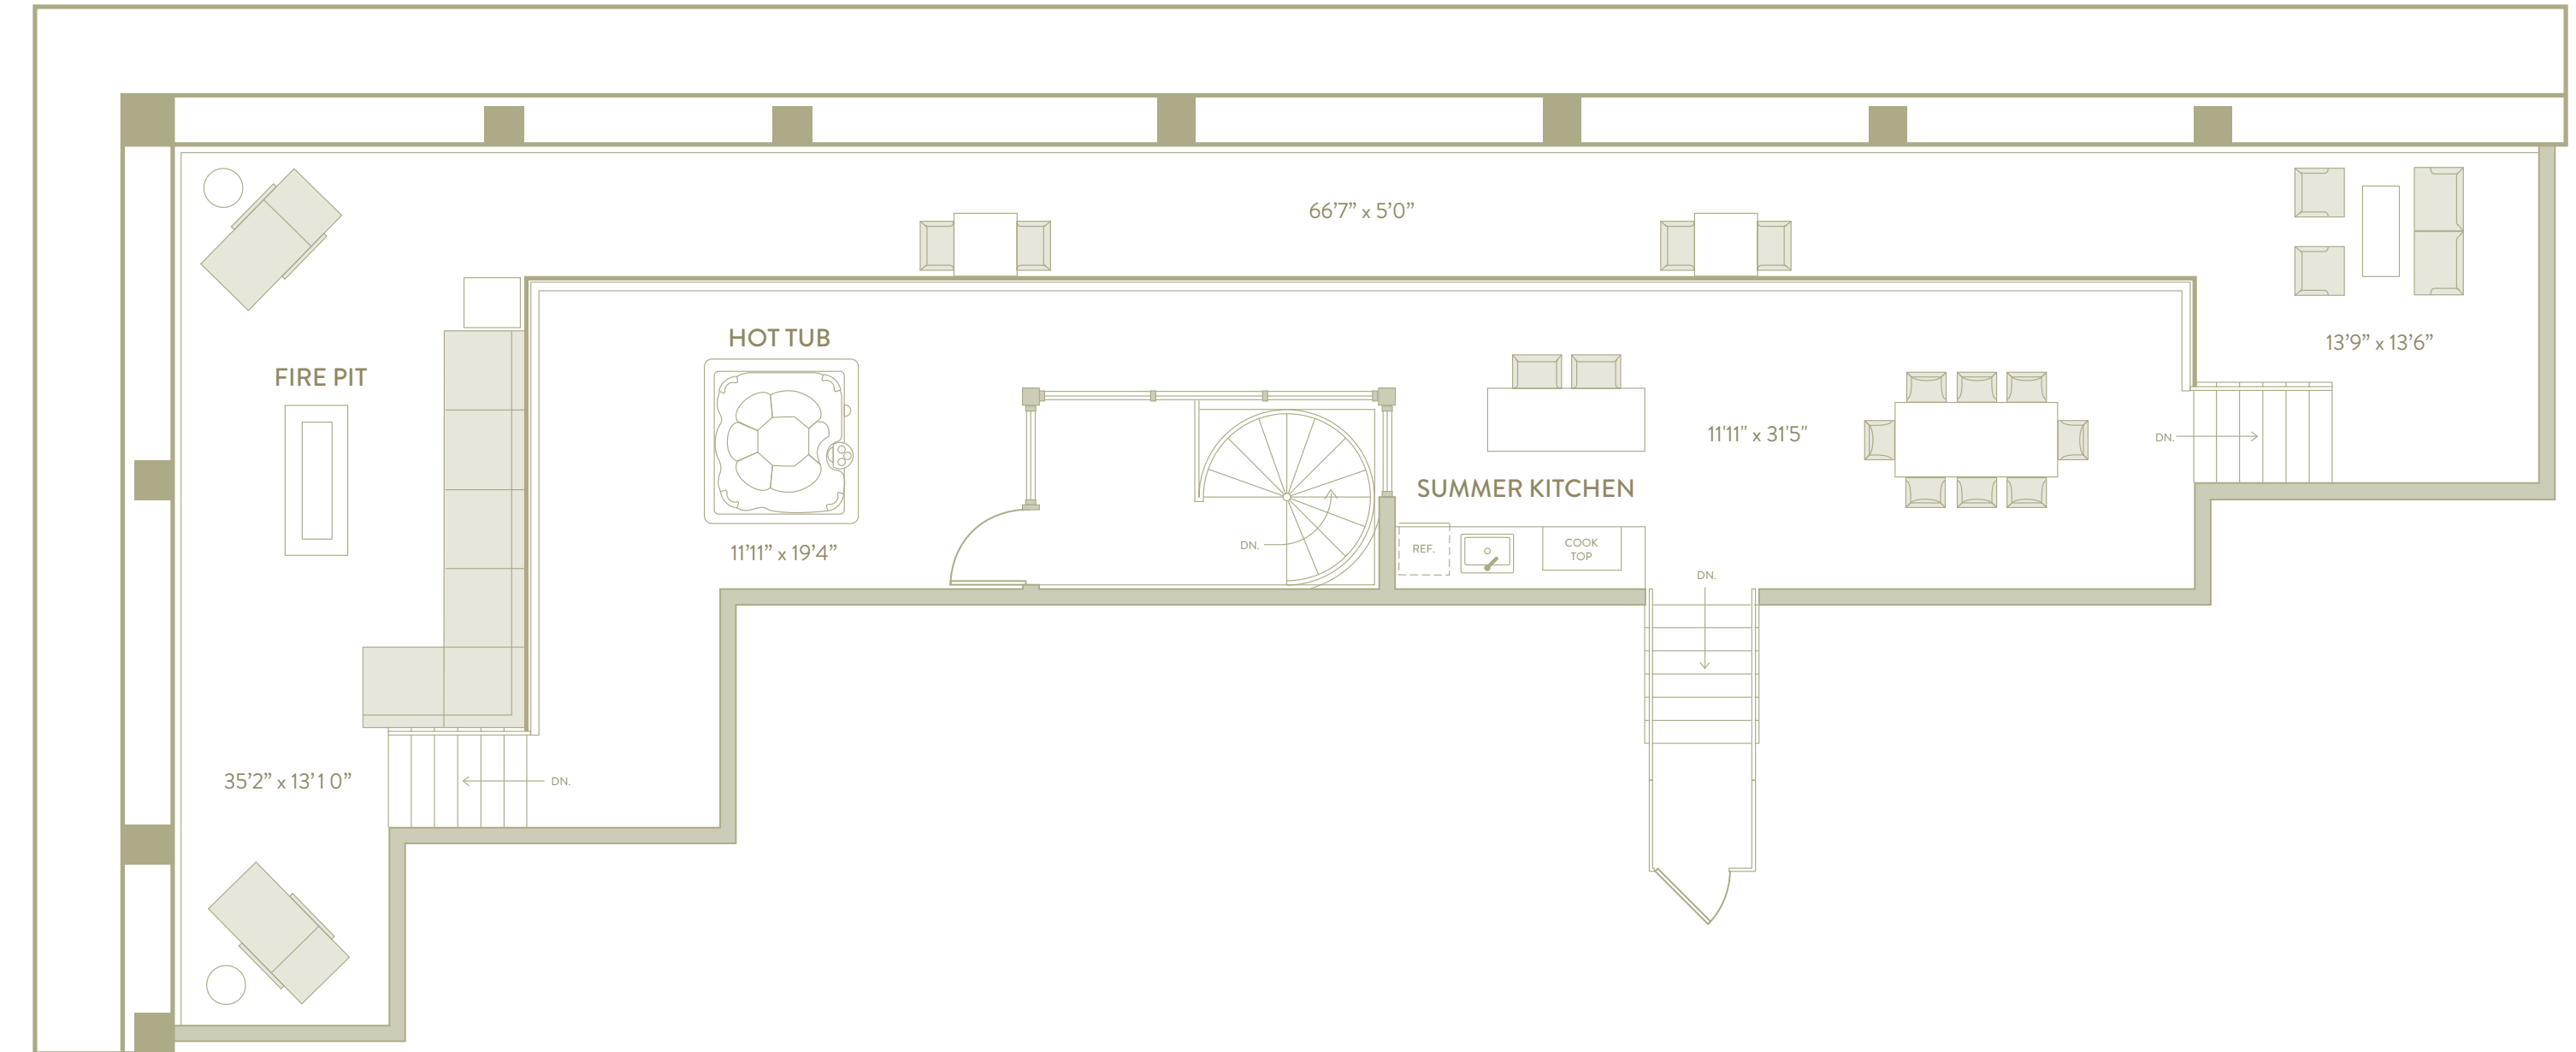 66’7” x 5’0”
HOT TUB
13’9” x 13’6”
FIRE PIT
11'11" x 31'5"
DN.
SUMMER KITCHEN
DN.
REF.
COOK
TOP
11’11” x 19’4”
DN.
35’2” x 13’1 0”
DN.